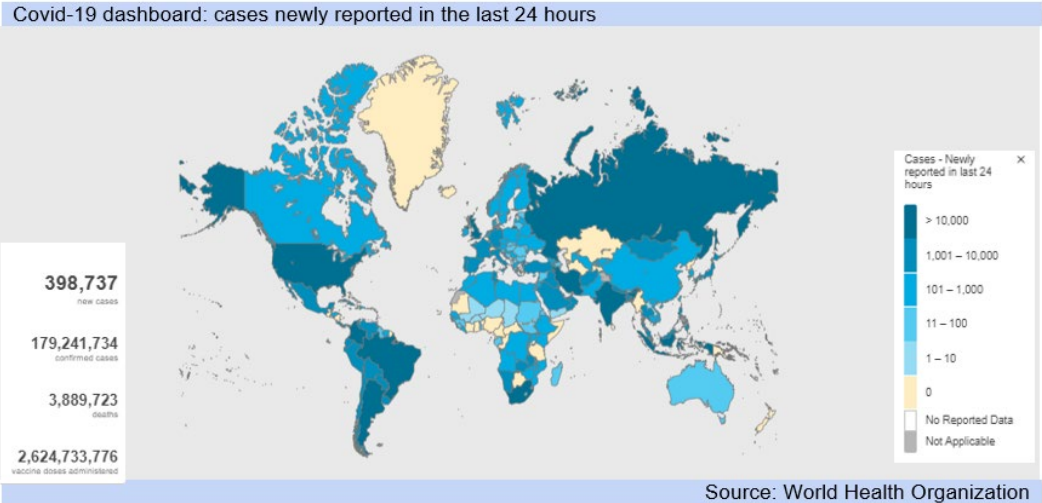 Covid-19 dashboard: cases newly reported in the last 24 hours
Cases - Newly
reported in last 24
hours
> 10,000
1,001 – 10,000
101 – 1,000
11 – 100
1 – 10
0
No Reported Data
Not Applicable
398,737
new cases
179,241,734
confirmed cases
3,889,723
deaths
2,624,733,776
vaccine doses administered
Source: World Health Organization